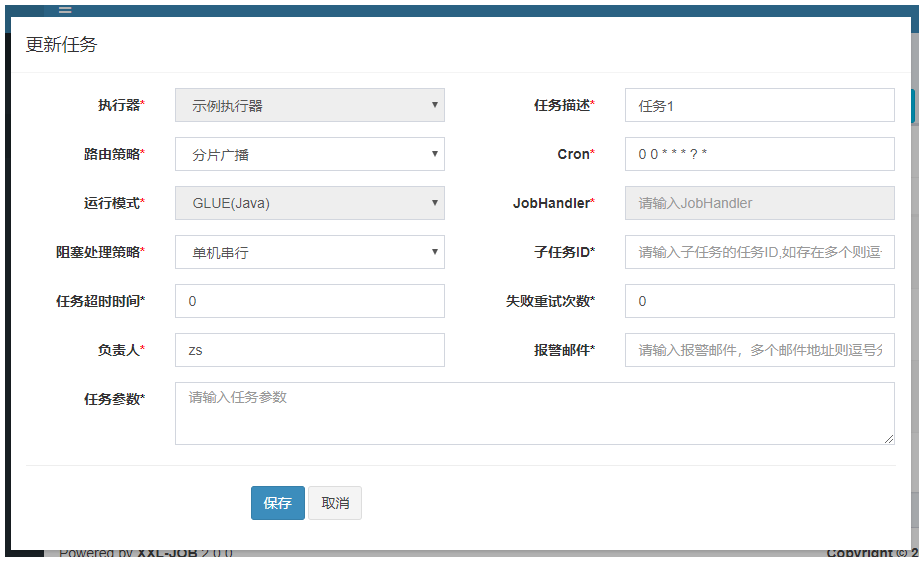 更新任务
执行器* 示例执行器 任务描述* 任务1
路由策略* 分片广播 Cron* 0 0 * * * ? *
运行模式* GLUE(Java) JobHandler* 请输入JobHandler
阻塞处理策略* 单机串行 子任务ID* 请输入子任务的任务ID,如存在多个则逗
任务超时时间* 0 失败重试次数* 0
负责人* zs 报警邮件* 请输入报警邮件，多个邮件地址则逗号
任务参数* 请输入任务参数
保存 取消
Powered by XXL-JOB 2.0.0 Copyright © 2